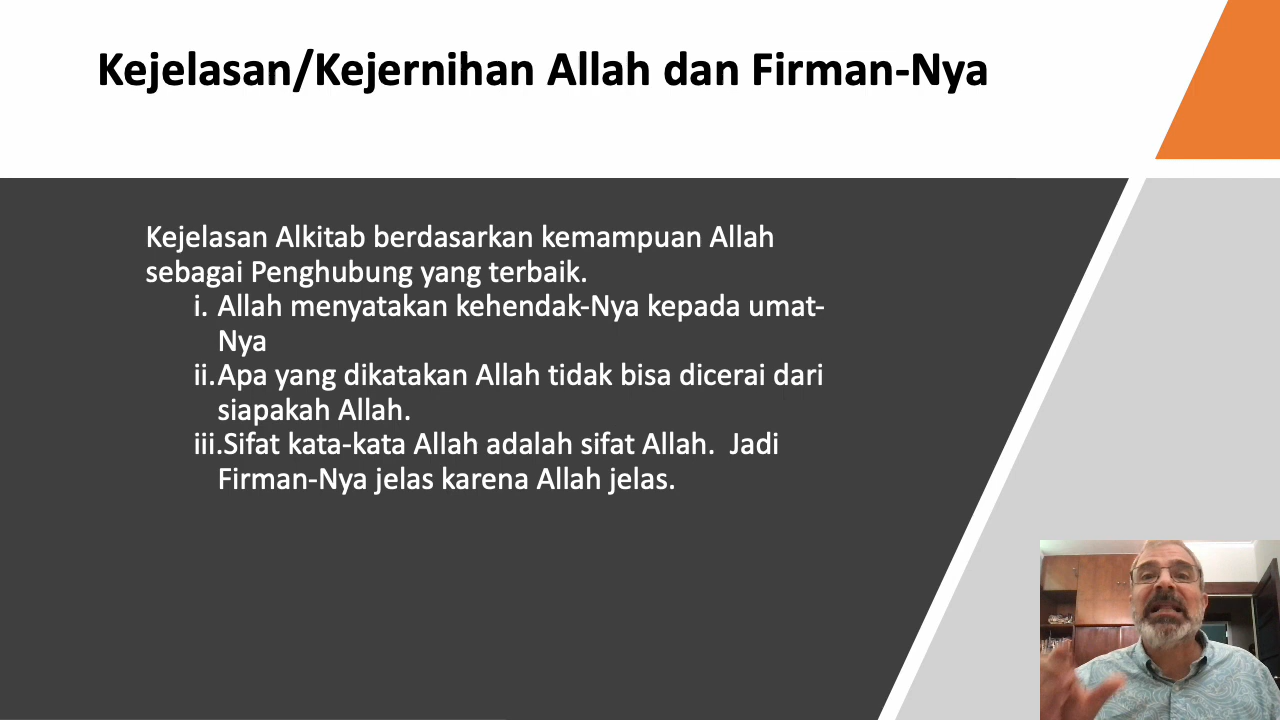 Kejelasan/Kejernihan Allah dan Firman-Nya
Kejelasan Alkitab berdasarkan kemampuan Allah
sebagai Penghubung yang terbaik.
i. Allah menyatakan kehendak-Nya kepada umat-
Nya
ii.Apa yang dikatakan Allah tidak bisa dicerai dari
siapakah Allah.
iii.Sifat kata-kata Allah adalah sifat Allah.  Jadi
Firman-Nya jelas karena Allah jelas.